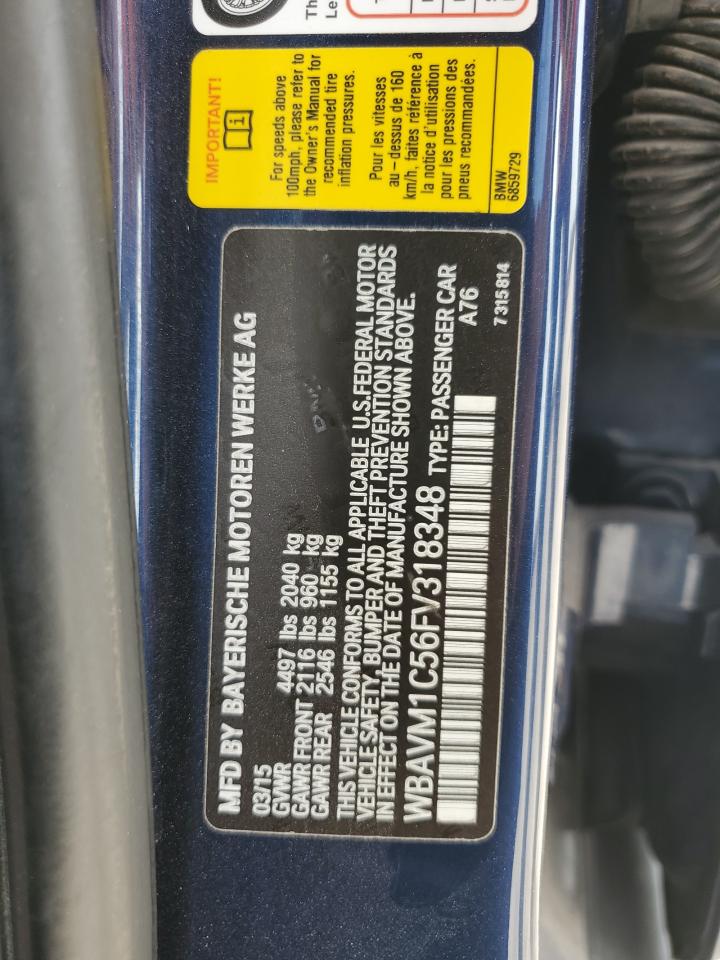 IMPORTANT!
For speeds above
100mph, please refer to
the Owner's Manual for
recommended tire
inflation pressures.
Pour les vitesses
au-dessus de 160
km/h, faites référence à
la notice d'utilisation
pour les pressions des
pneus recommandées.
BMW
6859729
MFD BY BAYERISCHE MOTOREN WERKE AG
03/15
GVWR 4497 lbs 2040 kg
GAWR FRONT 2116 lbs 960 kg
GAWR REAR 2546 lbs 1155 kg
THIS VEHICLE CONFORMS TO ALL APPLICABLE U.S.FEDERAL MOTOR
VEHICLE SAFETY, BUMPER AND THEFT PREVENTION STANDARDS
IN EFFECT ON THE DATE OF MANUFACTURE SHOWN ABOVE.
WBAVM1C56FV318348 TYPE: PASSENGER CAR
A76
7315814